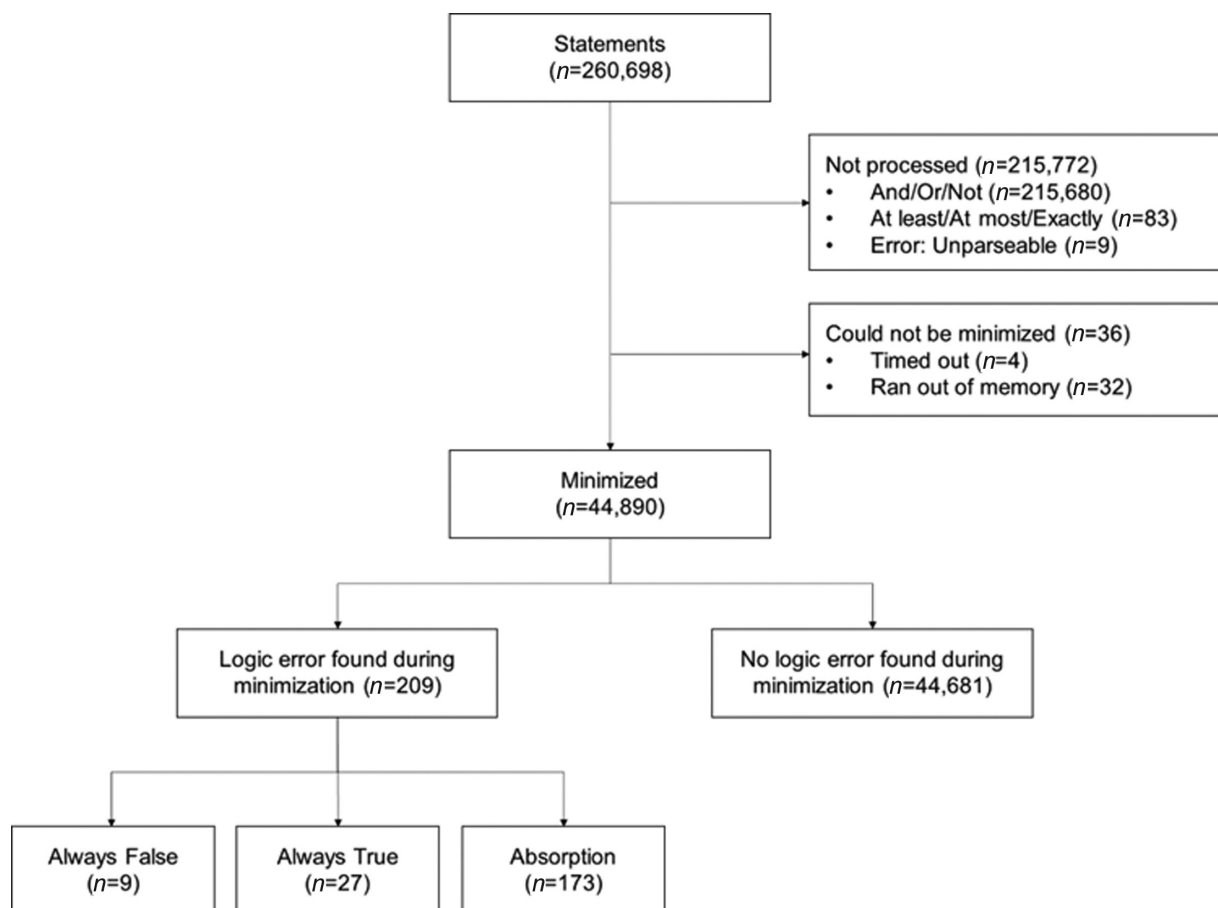 Statements
(n=260,698)
Not processed (n=215,772)
• And/Or/Not (n=215,680)
• At least/At most/Exactly (n=83)
• Error: Unparseable (n=9)
Could not be minimized (n=36)
• Timed out (n=4)
• Ran out of memory (n=32)
Minimized
(n=44,890)
Logic error found during
minimization (n=209)
No logic error found during
minimization (n=44,681)
Always False
(n=9)
Always True
(n=27)
Absorption
(n=173)